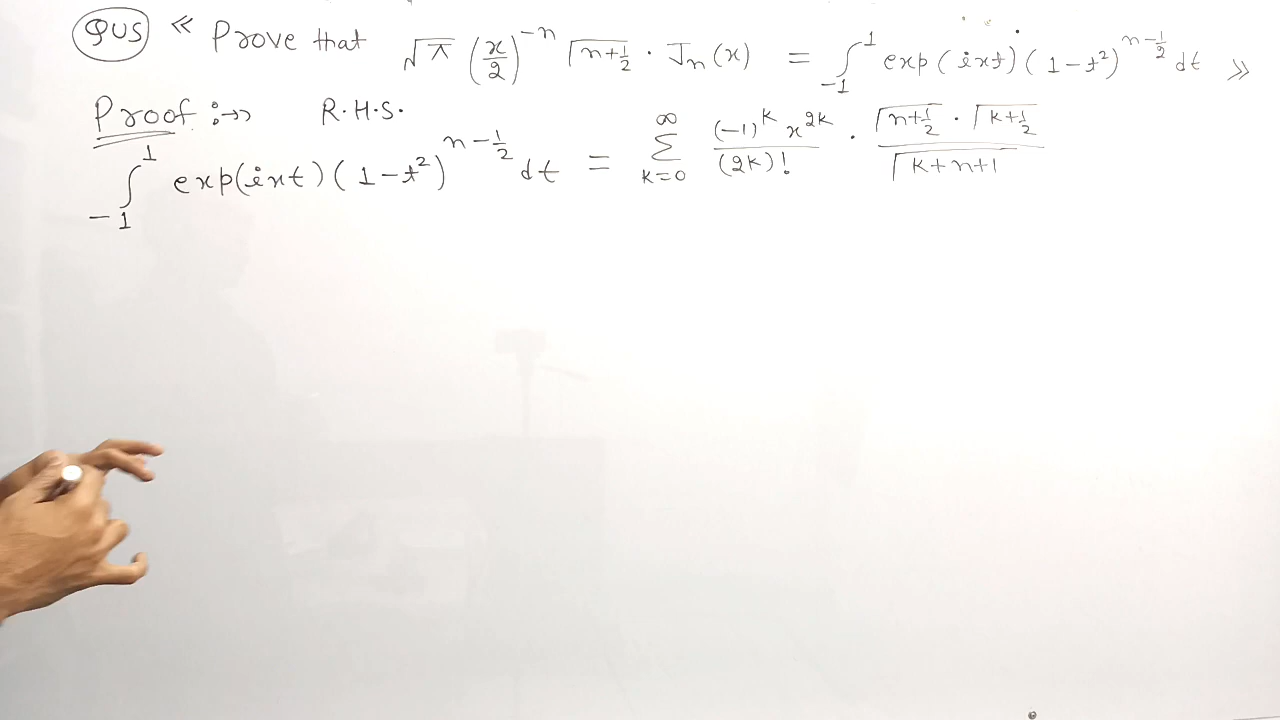 QUS « Prove that √π (x/2)^{-n} Γ(n+1/2) · J_n(x) = ∫_{-1}^{1} exp(ixt) (1-t²)^{n-1/2} dt »
Proof :→ R.H.S.
∫_{-1}^{1} exp(ixt) (1-t²)^{n-1/2} dt = ∑_{k=0}^{∞} (-1)^k x^{2k} / (2k)! · Γ(n+1/2) · Γ(k+1/2) / Γ(k+n+1)